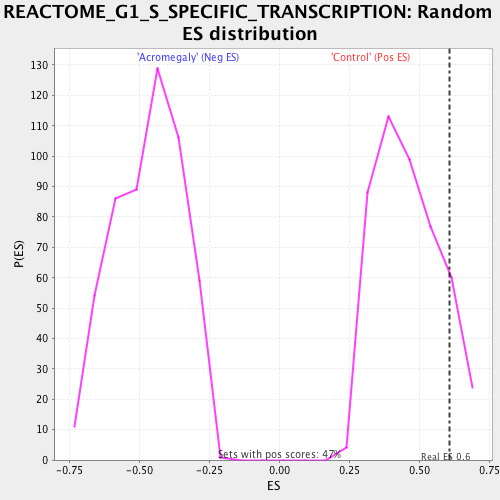 REACTOME_G1_S_SPECIFIC_TRANSCRIPTION: Random
ES distribution
'Acromegaly' (Neg ES)
'Control' (Pos ES)
130
120
110
100
90
80
70
60
50
40
30
20
10
0
P(ES)
Sets with pos scores: 47%
Real ES 0.6
-0.75
-0.50
-0.25
0.00
0.25
0.50
0.75
ES